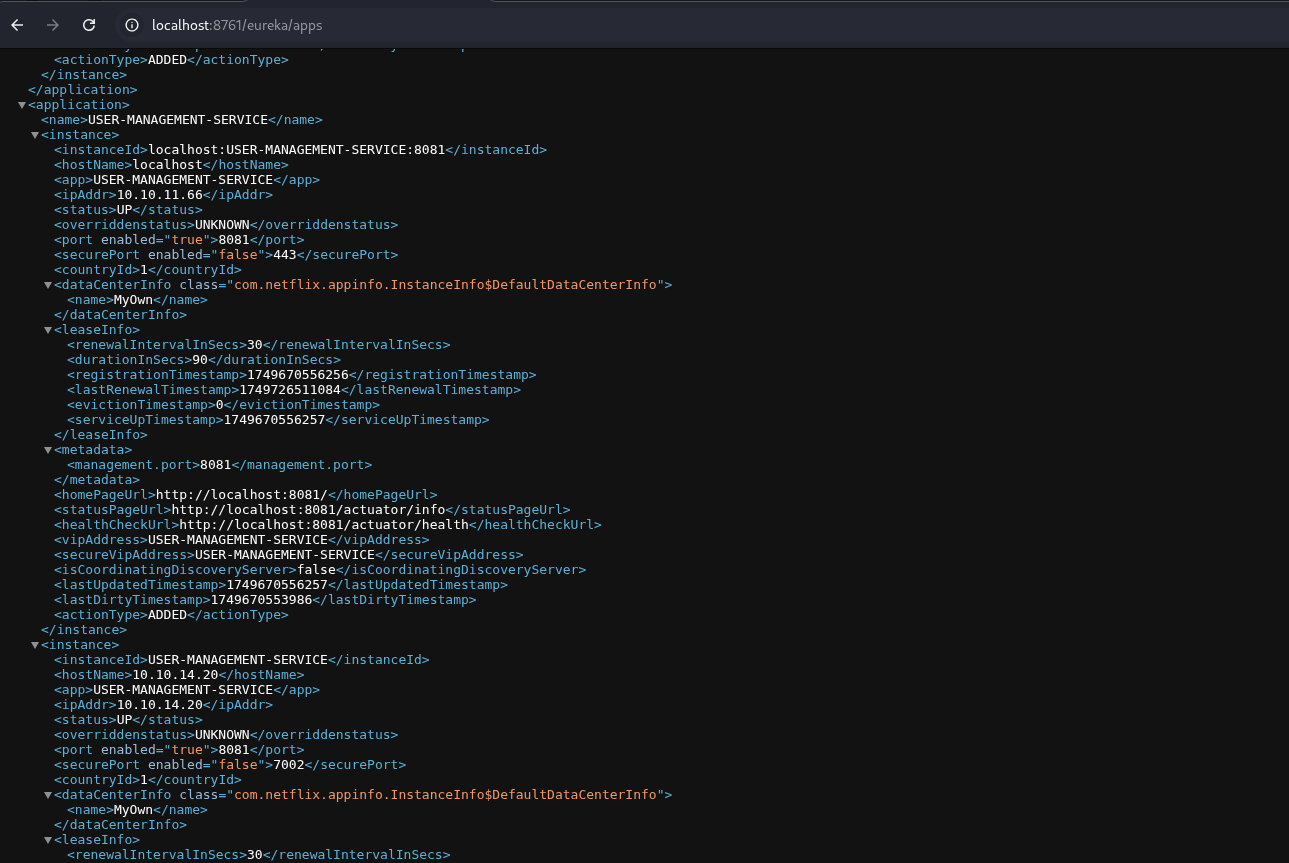 localhost:8761/eureka/apps
<actionType>ADDED</actionType>
</instance>
</application>
<application>
<name>USER-MANAGEMENT-SERVICE</name>
<instance>
<instanceId>localhost:USER-MANAGEMENT-SERVICE:8081</instanceId>
<hostName>localhost</hostName>
<app>USER-MANAGEMENT-SERVICE</app>
<ipAddr>10.10.11.66</ipAddr>
<status>UP</status>
<overriddenstatus>UNKNOWN</overriddenstatus>
<port enabled="true">8081</port>
<securePort enabled="false">443</securePort>
<countryId>1</countryId>
<dataCenterInfo class="com.netflix.appinfo.InstanceInfo$DefaultDataCenterInfo">
<name>MyOwn</name>
</dataCenterInfo>
<leaseInfo>
<renewalIntervalInSecs>30</renewalIntervalInSecs>
<durationInSecs>90</durationInSecs>
<registrationTimestamp>1749670556256</registrationTimestamp>
<lastRenewalTimestamp>1749726511084</lastRenewalTimestamp>
<evictionTimestamp>0</evictionTimestamp>
<serviceUpTimestamp>1749670556257</serviceUpTimestamp>
</leaseInfo>
<metadata>
<management.port>8081</management.port>
</metadata>
<homePageUrl>http://localhost:8081/</homePageUrl>
<statusPageUrl>http://localhost:8081/actuator/info</statusPageUrl>
<healthCheckUrl>http://localhost:8081/actuator/health</healthCheckUrl>
<vipAddress>USER-MANAGEMENT-SERVICE</vipAddress>
<secureVipAddress>USER-MANAGEMENT-SERVICE</secureVipAddress>
<isCoordinatingDiscoveryServer>false</isCoordinatingDiscoveryServer>
<lastUpdatedTimestamp>1749670556257</lastUpdatedTimestamp>
<lastDirtyTimestamp>1749670553986</lastDirtyTimestamp>
<actionType>ADDED</actionType>
</instance>
<instance>
<instanceId>USER-MANAGEMENT-SERVICE</instanceId>
<hostName>10.10.14.20</hostName>
<app>USER-MANAGEMENT-SERVICE</app>
<ipAddr>10.10.14.20</ipAddr>
<status>UP</status>
<overriddenstatus>UNKNOWN</overriddenstatus>
<port enabled="true">8081</port>
<securePort enabled="false">7002</securePort>
<countryId>1</countryId>
<dataCenterInfo class="com.netflix.appinfo.InstanceInfo$DefaultDataCenterInfo">
<name>MyOwn</name>
</dataCenterInfo>
<leaseInfo>
<renewalIntervalInSecs>30</renewalIntervalInSecs>